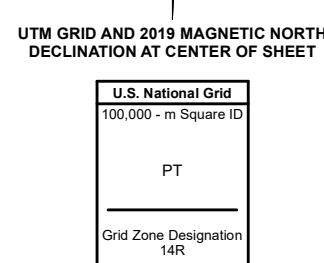 UTM GRID AND 2019 MAGNETIC NORTH
DECLINATION AT CENTER OF SHEET
U.S. National Grid
100,000 - m Square ID
PT
Grid Zone Designation
14R